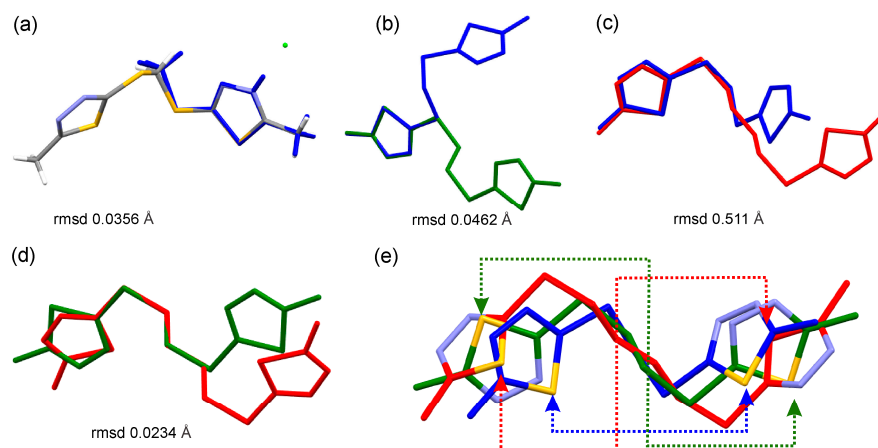 (a)
(b)
(c)
rmsd 0.0356 Å
rmsd 0.0462 Å
rmsd 0.511 Å
(d)
(e)
rmsd 0.0234 Å